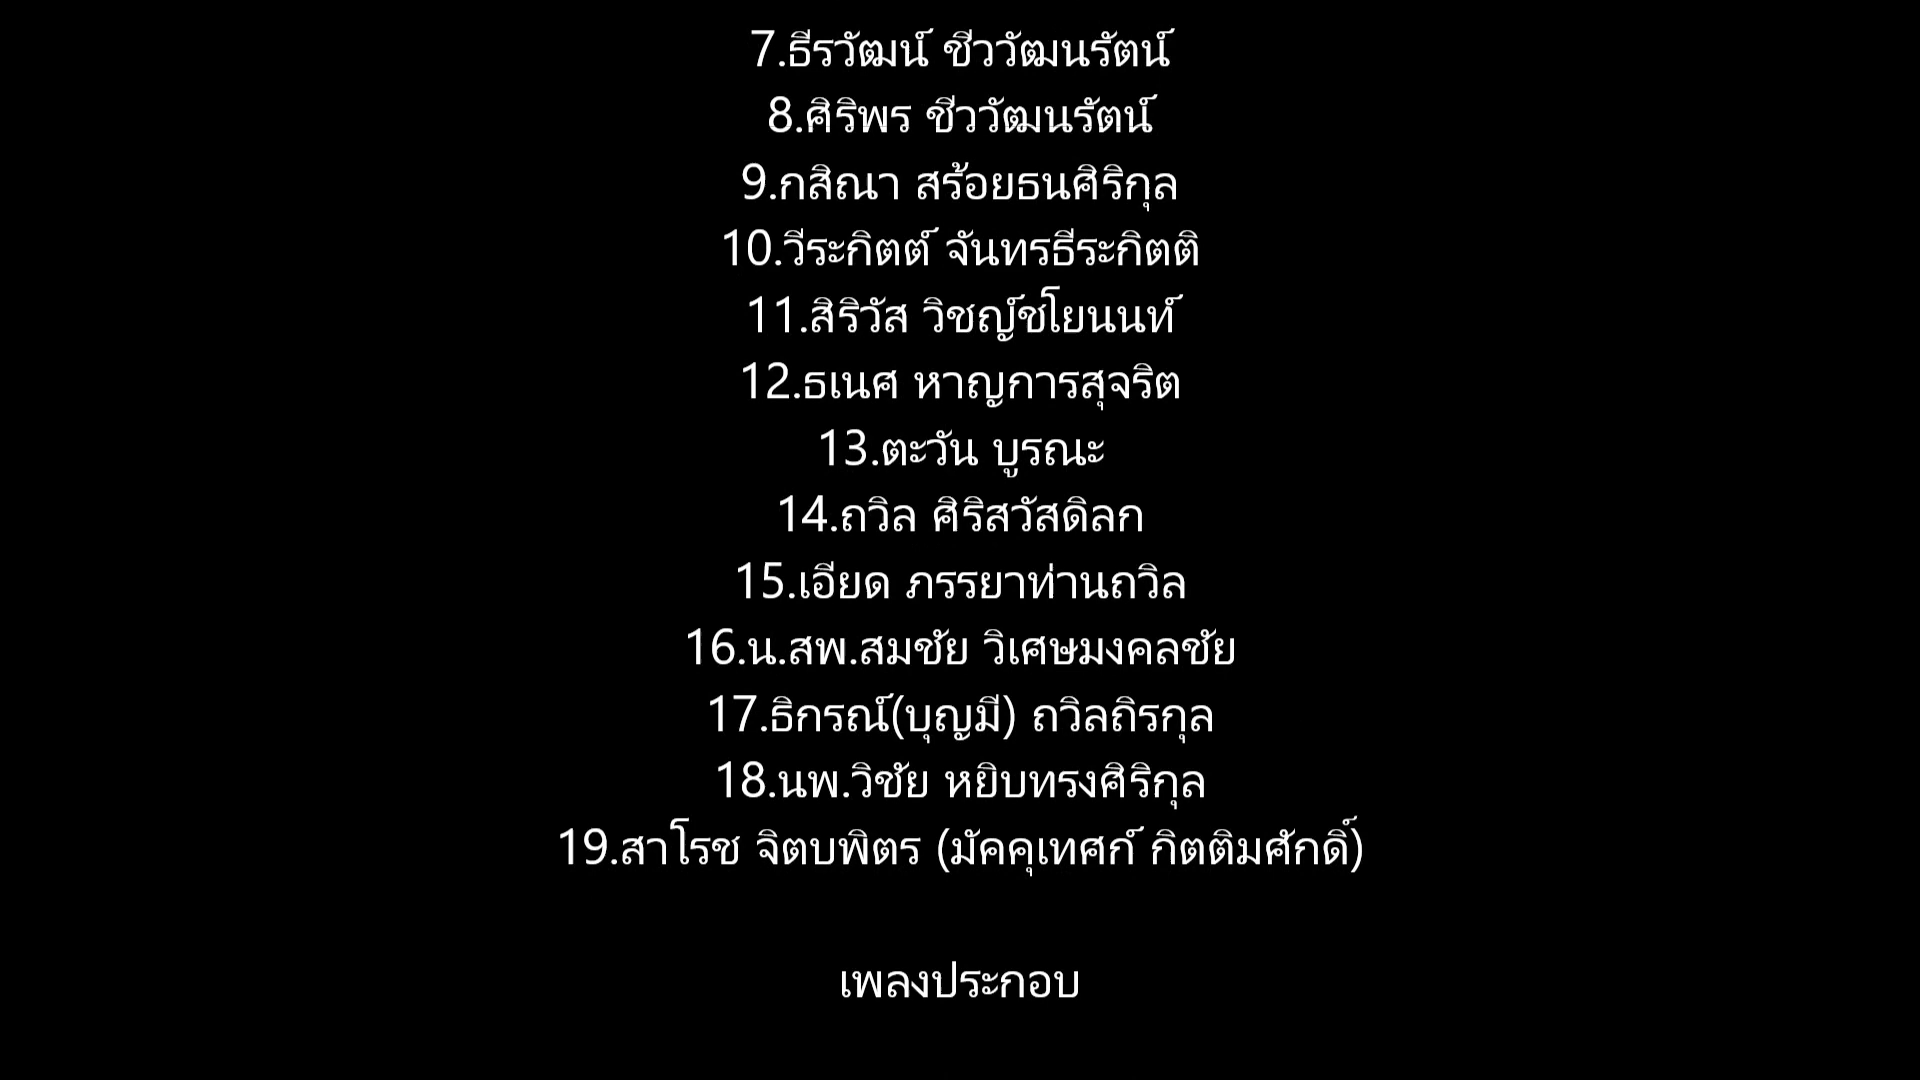 7.ธีรวัฒน์ ชีววัฒนรัตน์
8.ศิริพร ชีววัฒนรัตน์
9.กสิณา สร้อยธนศิริกุล
10.วีระกิตต์ จันทรธีระกิตติ
11.สิริวัส วิชญ์ชโยนนท์
12.ธเนศ หาญการสุจริต
13.ตะวัน บูรณะ
14.ถวิล ศิริสวัสดิลก
15.เอียด ภรรยาท่านถวิล
16.น.สพ.สมชัย วิเศษมงคลชัย
17.ธิกรณ์(บุญมี) ถวิลถิรกุล
18.นพ.วิชัย หยิบทรงศิริกุล
19.สาโรช จิตบพิตร (มัคคุเทศก์ กิตติมศักดิ์)
เพลงประกอบ